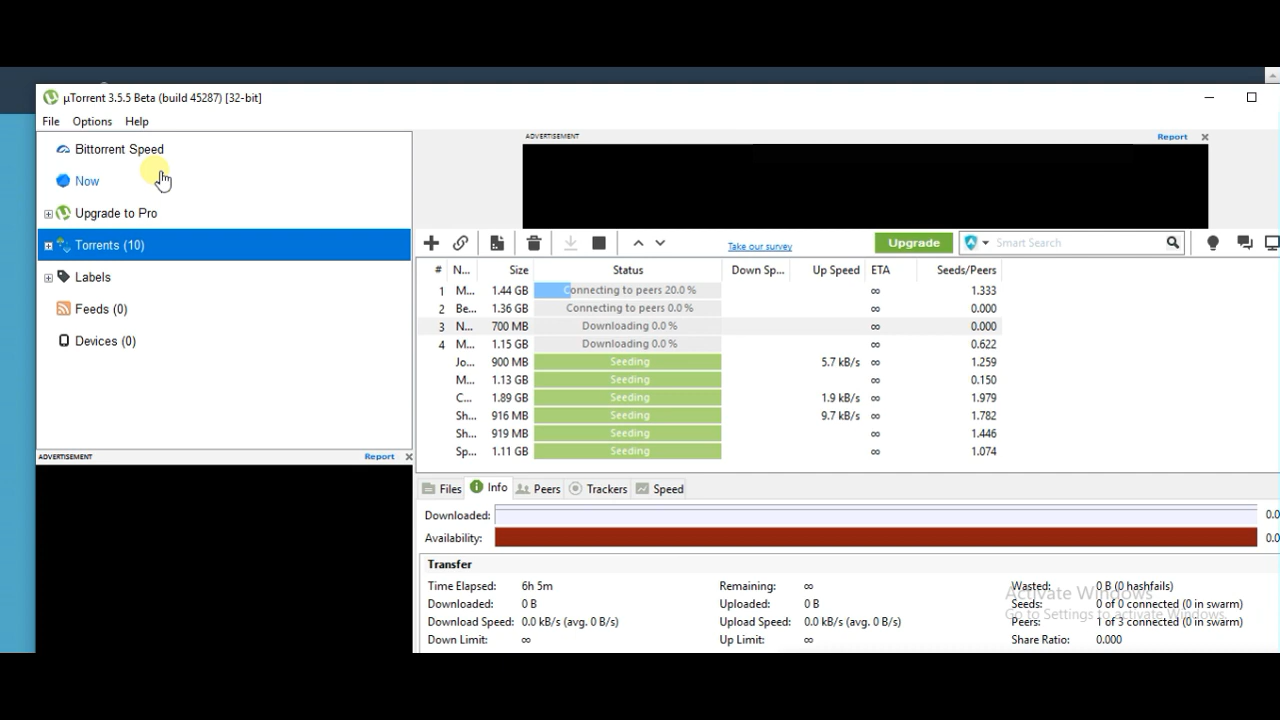 µTorrent 3.5.5 Beta (build 45287) [32-bit]
File Options Help
Bittorrent Speed
Now
Upgrade to Pro
Torrents (10)
Labels
Feeds (0)
Devices (0)
ADVERTISEMENT Report
ADVERTISEMENT Report
Take our survey Upgrade Smart Search
# N... Size Status Down Sp... Up Speed ETA Seeds/Peers
1 M... 1.44 GB Connecting to peers 20.0 % ∞ 1.333
2 Be... 1.36 GB Connecting to peers 0.0 % ∞ 0.000
3 N... 700 MB Downloading 0.0 % ∞ 0.000
4 M... 1.15 GB Downloading 0.0 % ∞ 0.622
Jo... 900 MB Seeding 5.7 kB/s ∞ 1.259
M... 1.13 GB Seeding ∞ 0.150
C... 1.89 GB Seeding 1.9 kB/s ∞ 1.979
Sh... 916 MB Seeding 9.7 kB/s ∞ 1.782
Sh... 919 MB Seeding ∞ 1.446
Sp... 1.11 GB Seeding ∞ 1.074
Files Info Peers Trackers Speed
Downloaded: 0.0
Availability: 0.0
Transfer
Time Elapsed: 6h 5m Remaining: ∞ Wasted: 0 B (0 hashfails)
Downloaded: 0 B Uploaded: 0 B Seeds: 0 of 0 connected (0 in swarm)
Download Speed: 0.0 kB/s (avg. 0 B/s) Upload Speed: 0.0 kB/s (avg. 0 B/s) Peers: 1 of 3 connected (0 in swarm)
Down Limit: ∞ Up Limit: ∞ Share Ratio: 0.000
Activate Windows
Go to Settings to activate Windows.